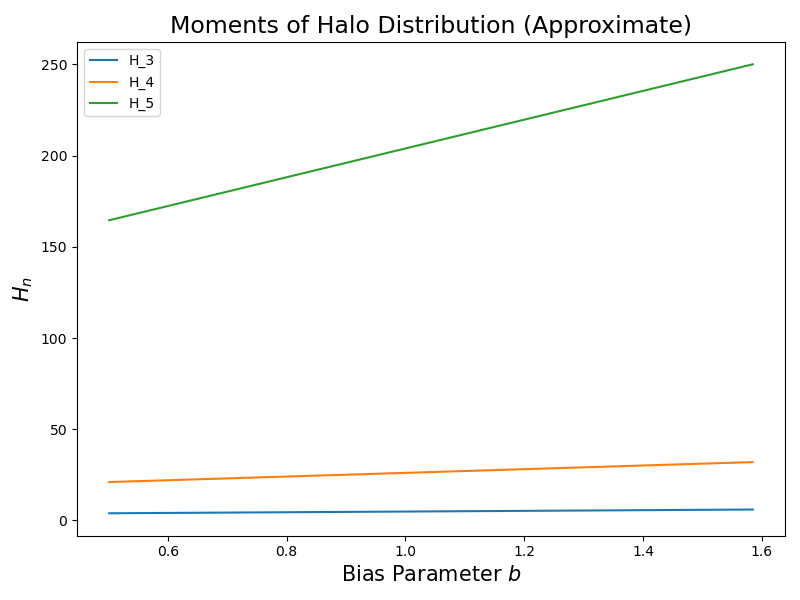 Moments of Halo Distribution (Approximate)
H_3
H_4
H_5
250
200
150
100
50
0
H_n
0.6 0.8 1.0 1.2 1.4 1.6
Bias Parameter b